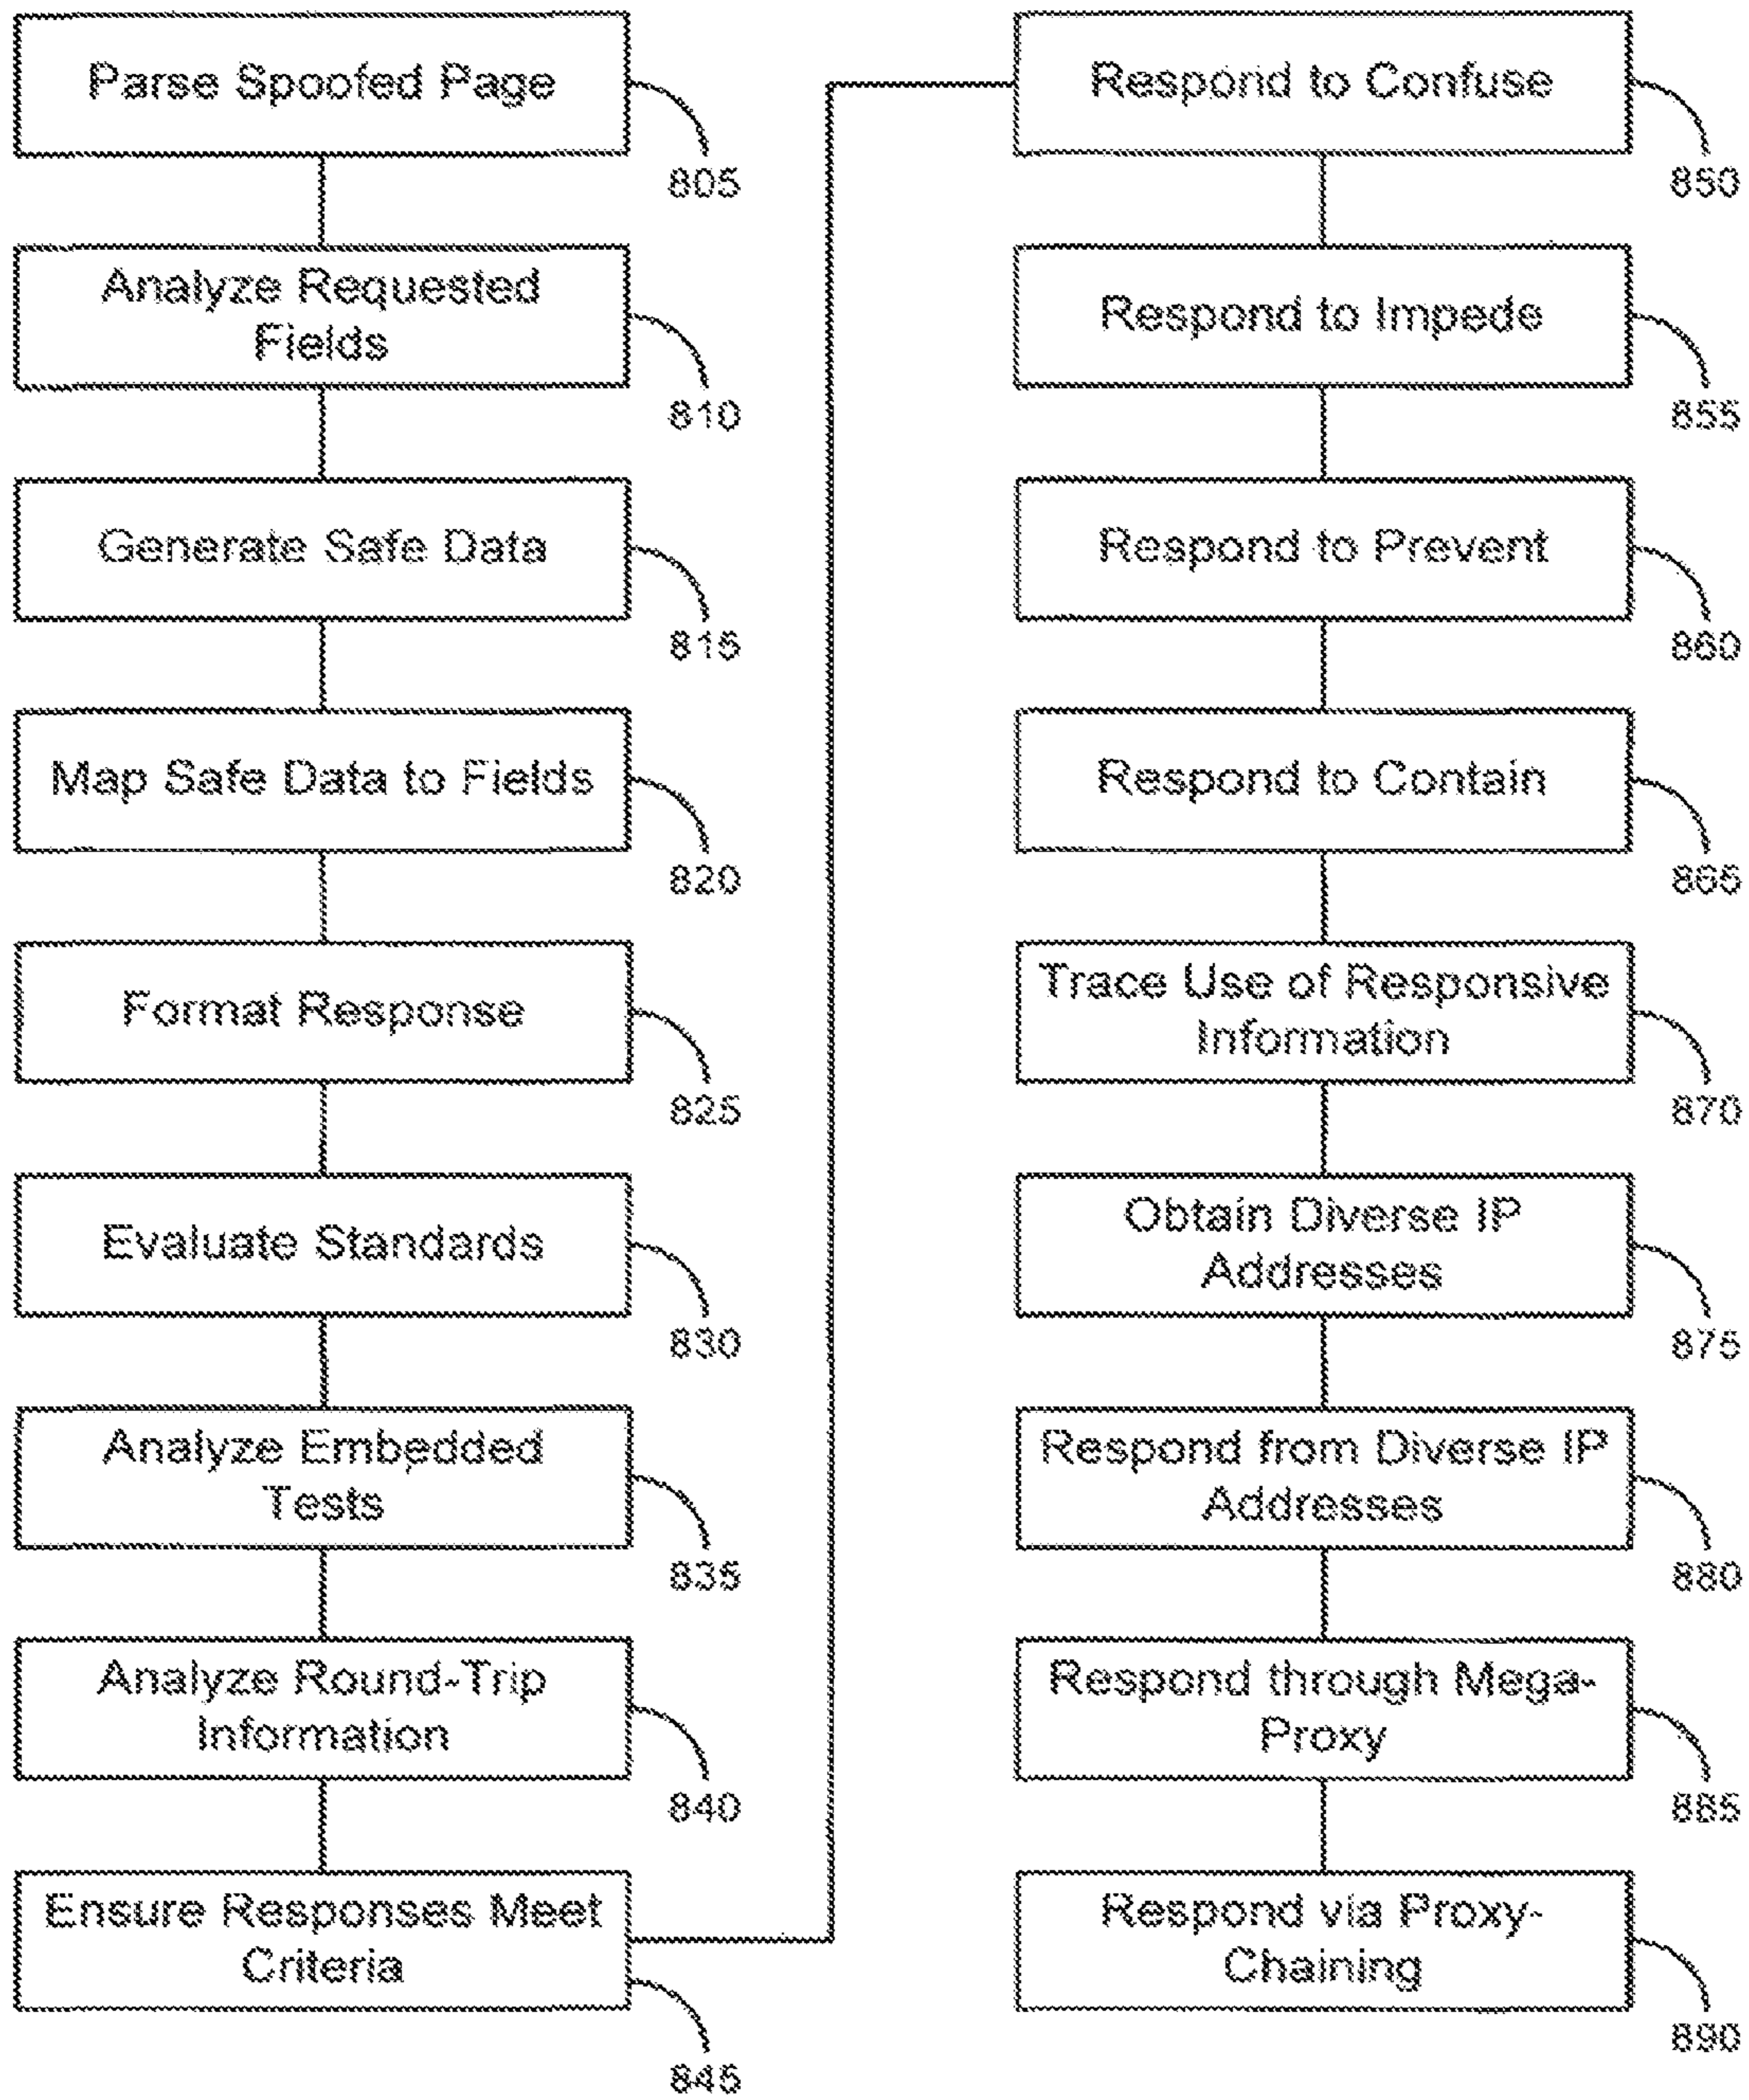 Parse Spoofed Page
805
Analyze Requested
Fields
810
Generate Safe Data
815
Map Safe Data to Fields
820
Format Response
825
Evaluate Standards
830
Analyze Embedded
Tests
835
Analyze Round-Trip
Information
840
Ensure Responses Meet
Criteria
845
Respond to Confuse
850
Respond to Impede
855
Respond to Prevent
860
Respond to Contain
865
Trace Use of Responsive
Information
870
Obtain Diverse IP
Addresses
875
Respond from Diverse IP
Addresses
880
Respond through Mega-
Proxy
885
Respond via Proxy-
Chaining
890